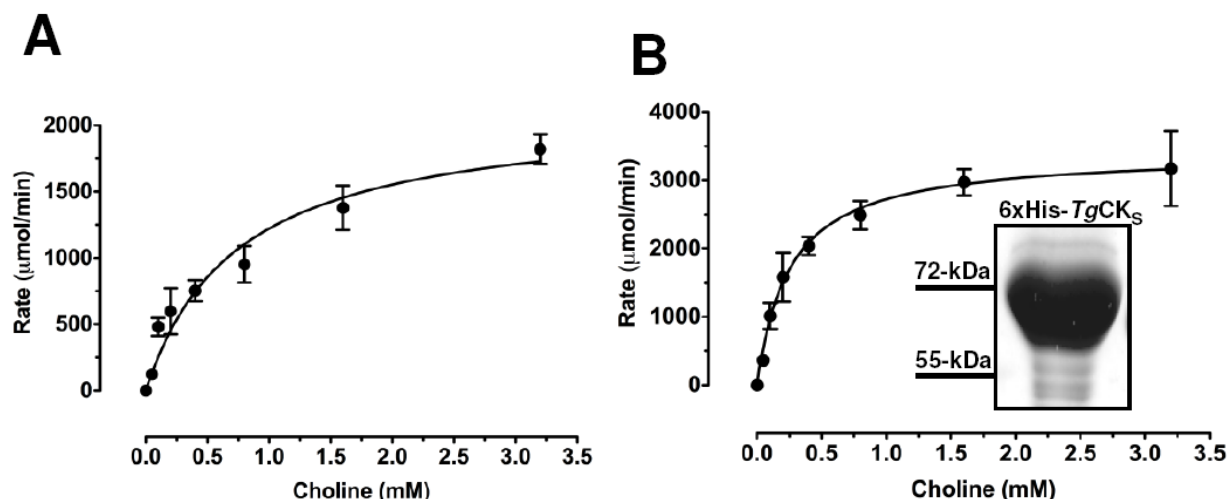 A
2000
1500
1000
500
0
Rate (μmol/min)
0.0 0.5 1.0 1.5 2.0 2.5 3.0 3.5
Choline (mM)
B
4000
3000
2000
1000
0
Rate (μmol/min)
6xHis-TgCKS
72-kDa
55-kDa
0.0 0.5 1.0 1.5 2.0 2.5 3.0 3.5
Choline (mM)